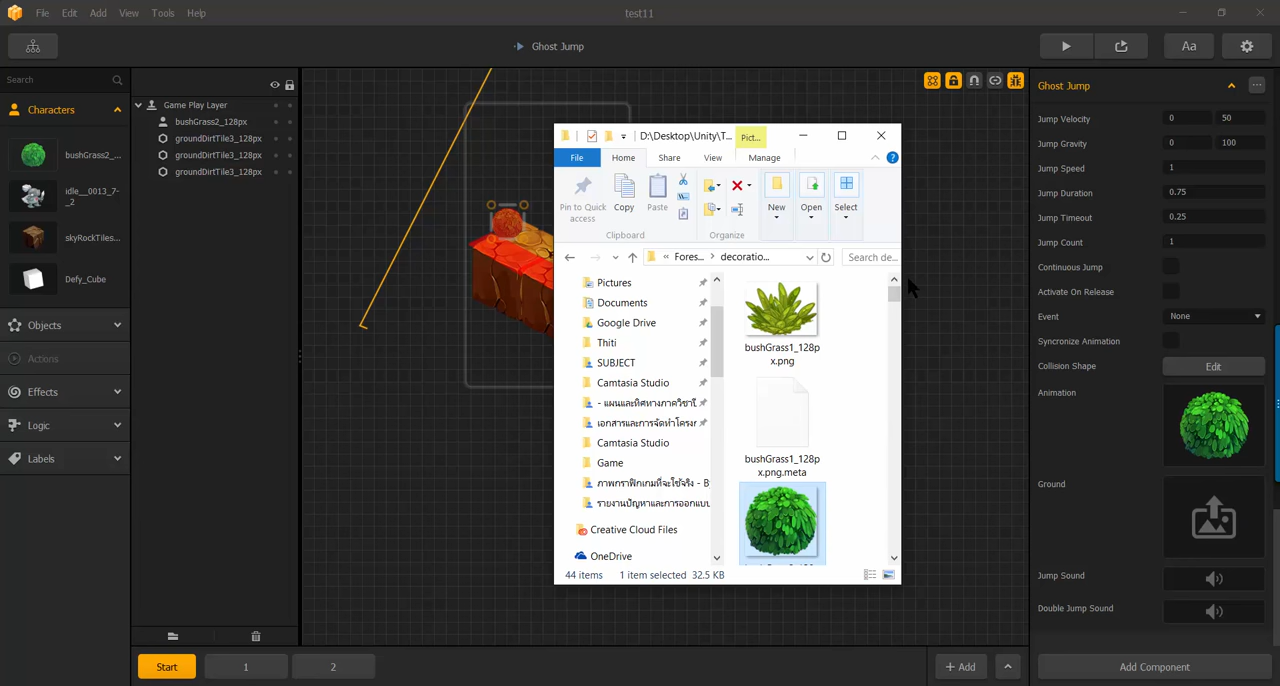 File Edit Add View Tools Help
test11
Ghost Jump
Aa
Search
Characters
bushGrass2_...
idle__0013_7-
_2
skyRockTiles...
Defy_Cube
Objects
Actions
Effects
Logic
Labels
Game Play Layer
bushGrass2_128px
groundDirtTile3_128px
groundDirtTile3_128px
groundDirtTile3_128px
D:\Desktop\Unity\T...
Pict...
File Home Share View Manage
Pin to Quick
access
Copy
Paste
New
Open
Select
Clipboard
Organize
« Fores... > decoratio...
Search de...
Pictures
Documents
Google Drive
Thiti
SUBJECT
Camtasia Studio
- แผนและทิศทางภาควิชาใ
เอกสารและการจัดทำโครง
Camtasia Studio
Game
ภาพกราฟิกเกมที่จะใช้จริง - B
รายงานปัญหาและการออกแบบ
Creative Cloud Files
OneDrive
bushGrass1_128p
x.png
bushGrass1_128p
x.png.meta
44 items 1 item selected 32.5 KB
Ghost Jump
Jump Velocity 0 50
Jump Gravity 0 100
Jump Speed 1
Jump Duration 0.75
Jump Timeout 0.25
Jump Count 1
Continuous Jump
Activate On Release
Event None
Syncronize Animation
Collision Shape Edit
Animation
Ground
Jump Sound
Double Jump Sound
Add Component
Start 1 2
+ Add